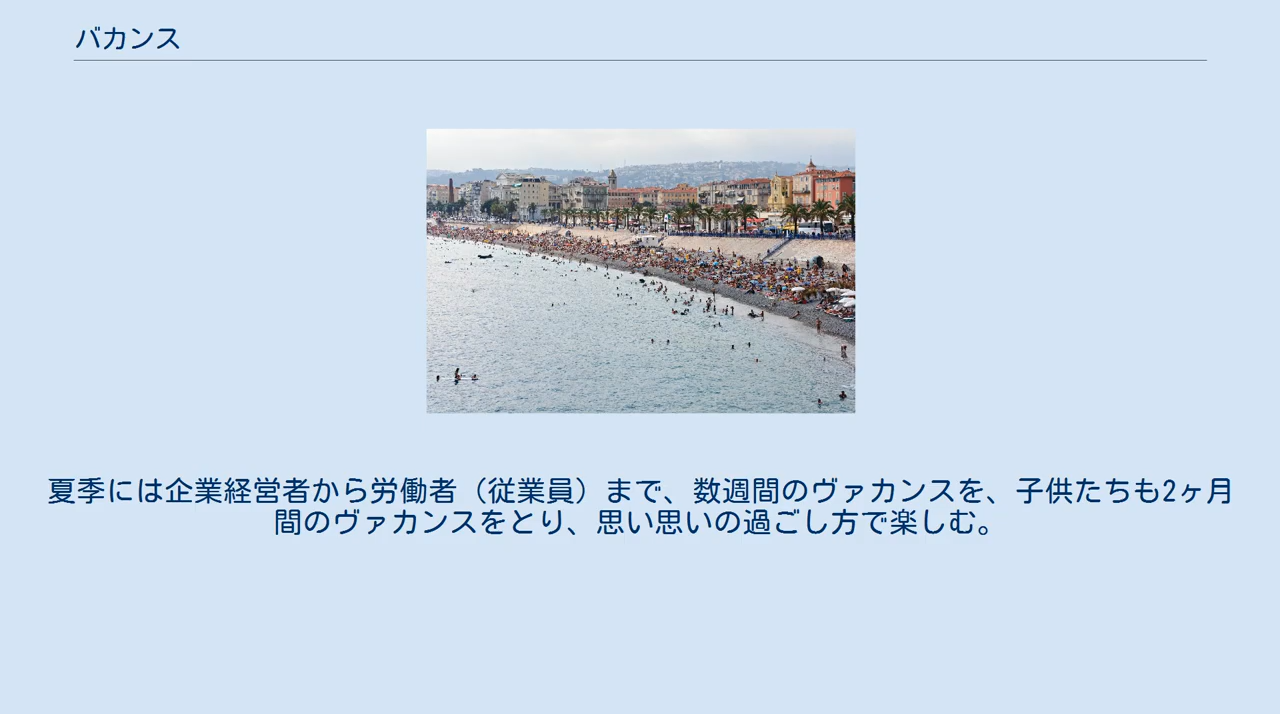 バカンス
夏季には企業経営者から労働者（従業員）まで、数週間のヴァカンスを、子供たちも2ヶ月
間のヴァカンスをとり、思い思いの過ごし方で楽しむ。